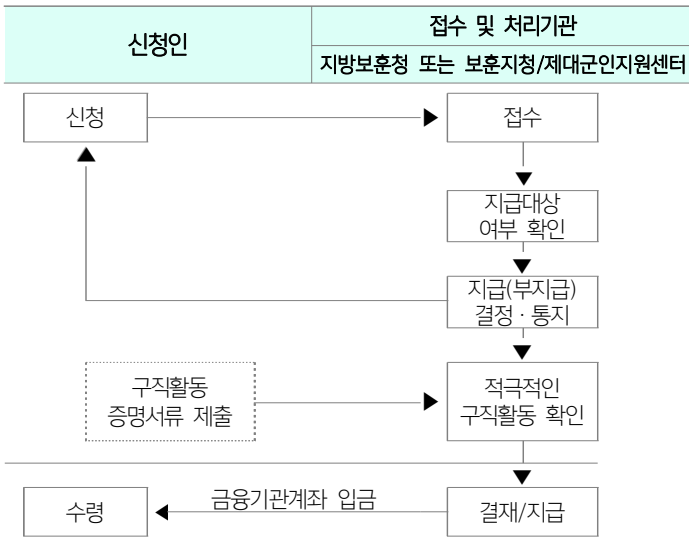 신청인
접수 및 처리기관
지방보훈청 또는 보훈지청/제대군인지원센터
신청
접수
지급대상
여부 확인
지급(부지급)
결정·통지
구직활동
증명서류 제출
적극적인
구직활동 확인
수령
금융기관계좌 입금
결재/지급